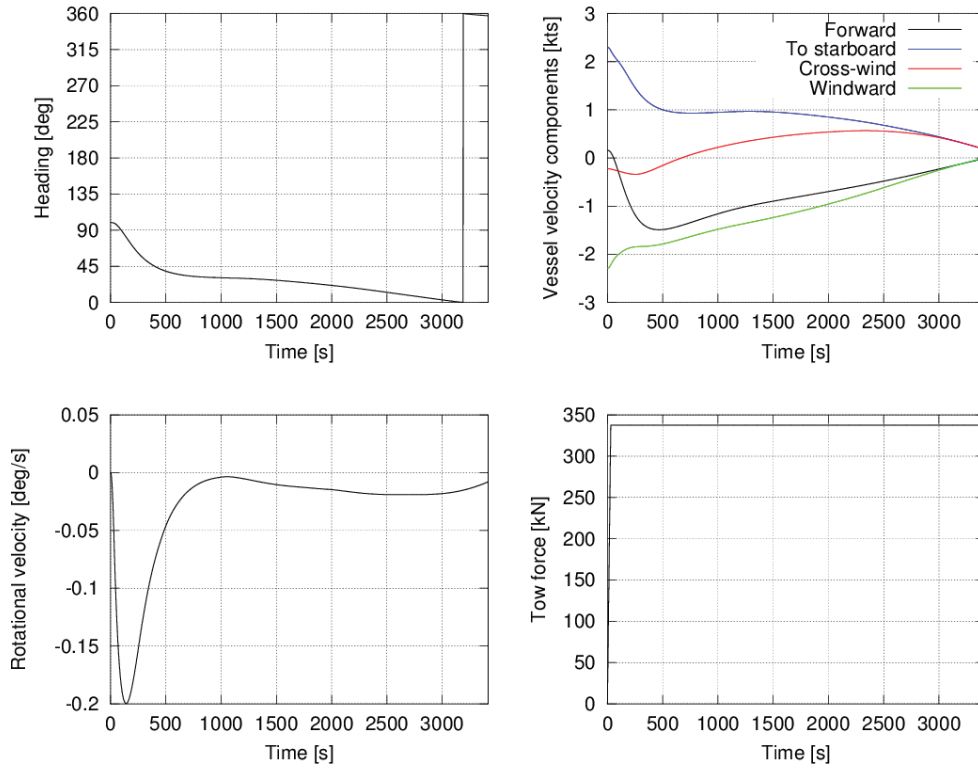 Heading [deg]
360
315
270
225
180
135
90
45
0
0 500 1000 1500 2000 2500 3000
Time [s]
Vessel velocity components [kts]
3
2
1
0
-1
-2
-3
Forward
To starboard
Cross-wind
Windward
0 500 1000 1500 2000 2500 3000
Time [s]
Rotational velocity [deg/s]
0.05
0
-0.05
-0.1
-0.15
-0.2
0 500 1000 1500 2000 2500 3000
Time [s]
Tow force [kN]
350
300
250
200
150
100
50
0
0 500 1000 1500 2000 2500 3000
Time [s]